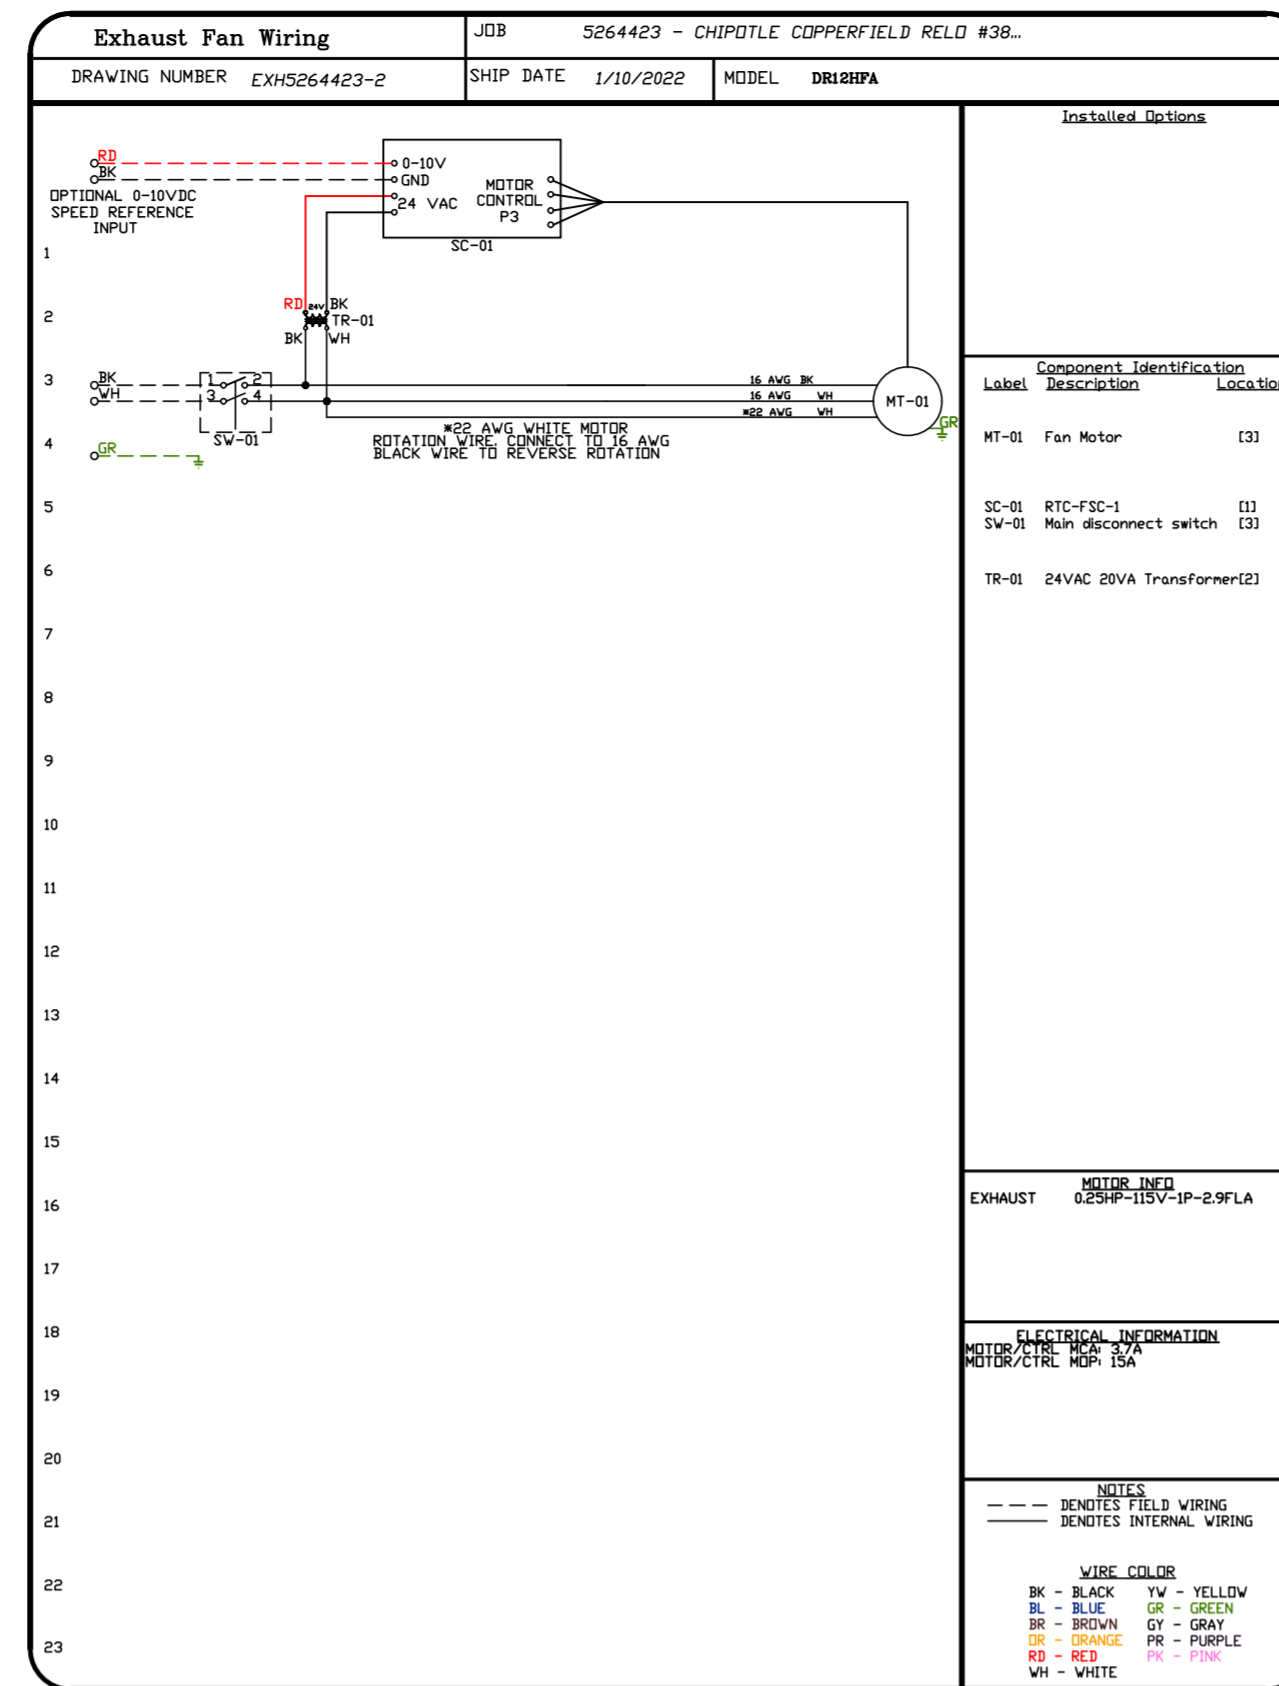 Exhaust Fan Wiring
JOB 5264423 - CHIPOTLE COPPERFIELD RELO #38...
DRAWING NUMBER EXH5264423-2
SHIP DATE 1/10/2022
MODEL DR12HFA
RD
BK
OPTIONAL 0-10VDC
SPEED REFERENCE
INPUT
0-10V
GND
24 VAC
MOTOR
CONTROL
P3
SC-01
RD 24V BK
TR-01
BK WH
BK
WH
1 2
3 4
SW-01
GR
16 AWG BK
16 AWG WH
*22 AWG WH
MT-01
GR
*22 AWG WHITE MOTOR
ROTATION WIRE. CONNECT TO 16 AWG
BLACK WIRE TO REVERSE ROTATION
1
2
3
4
5
6
7
8
9
10
11
12
13
14
15
16
17
18
19
20
21
22
23
Installed Options
Component Identification
Label Description Location
MT-01 Fan Motor [3]
SC-01 RTC-FSC-1 [1]
SW-01 Main disconnect switch [3]
TR-01 24VAC 20VA Transformer[2]
MOTOR INFO
EXHAUST 0.25HP-115V-1P-2.9FLA
ELECTRICAL INFORMATION
MOTOR/CTRL MCA: 3.7A
MOTOR/CTRL MOP: 15A
NOTES
DENOTES FIELD WIRING
DENOTES INTERNAL WIRING
WIRE COLOR
BK - BLACK YW - YELLOW
BL - BLUE GR - GREEN
BR - BROWN GY - GRAY
OR - ORANGE PR - PURPLE
RD - RED PK - PINK
WH - WHITE